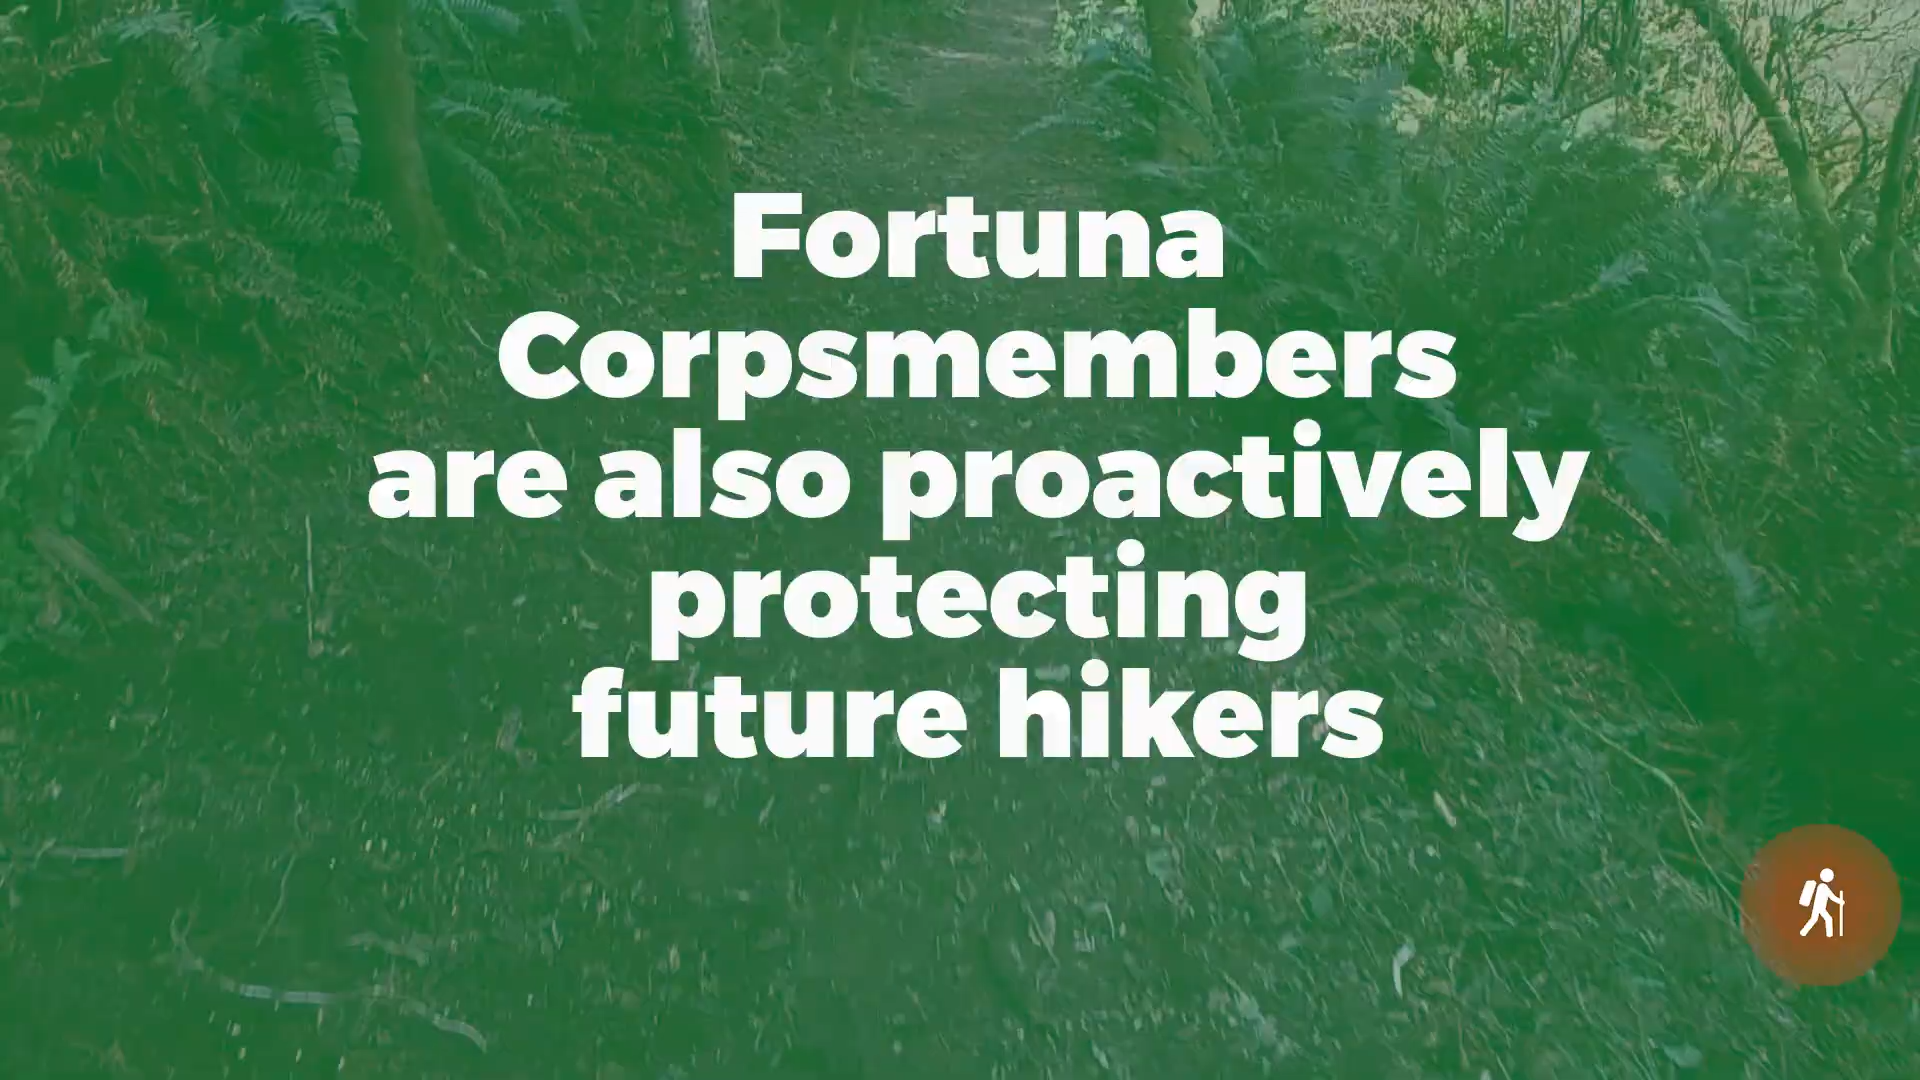 Fortuna
Corpsmembers
are also proactively
protecting
future hikers